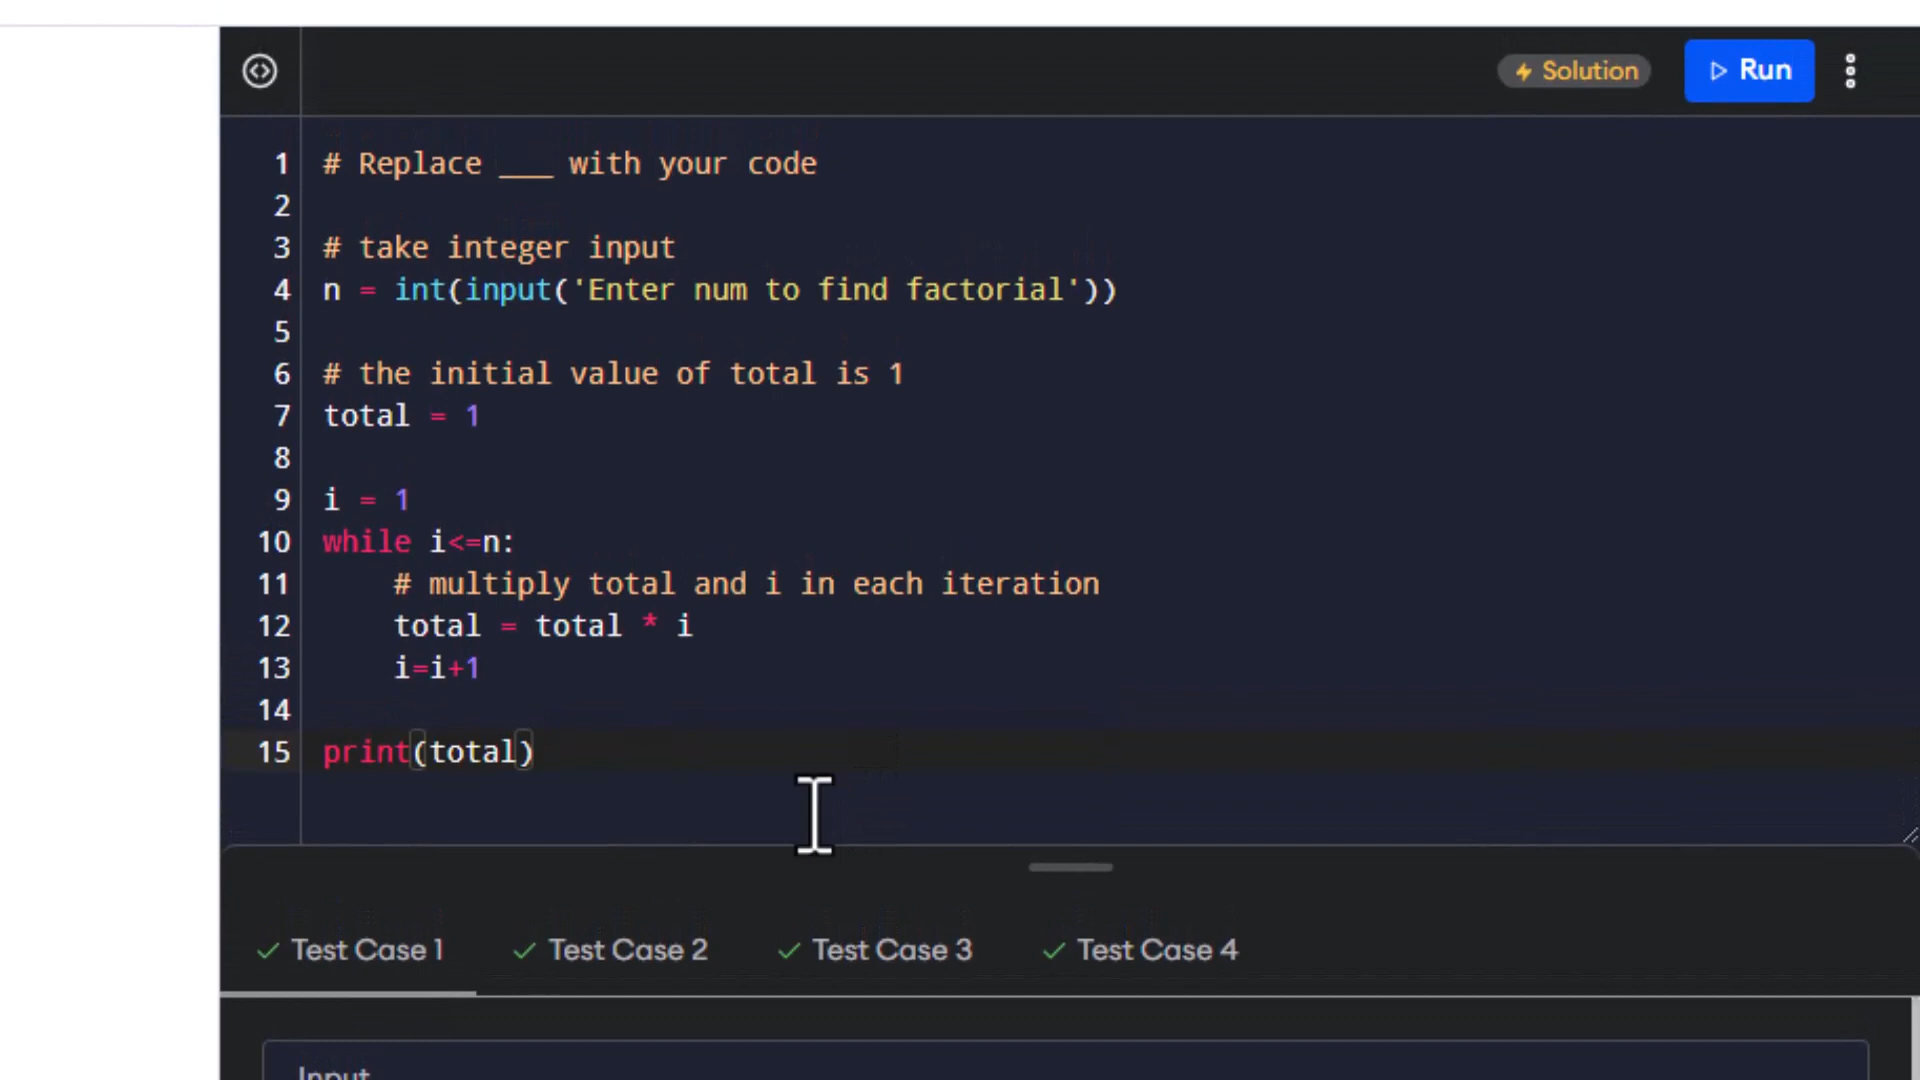 Solution
Run
1 # Replace ___ with your code
2
3 # take integer input
4 n = int(input('Enter num to find factorial'))
5
6 # the initial value of total is 1
7 total = 1
8
9 i = 1
10 while i<=n:
11 # multiply total and i in each iteration
12 total = total * i
13 i=i+1
14
15 print(total)
Test Case 1 Test Case 2 Test Case 3 Test Case 4
Input